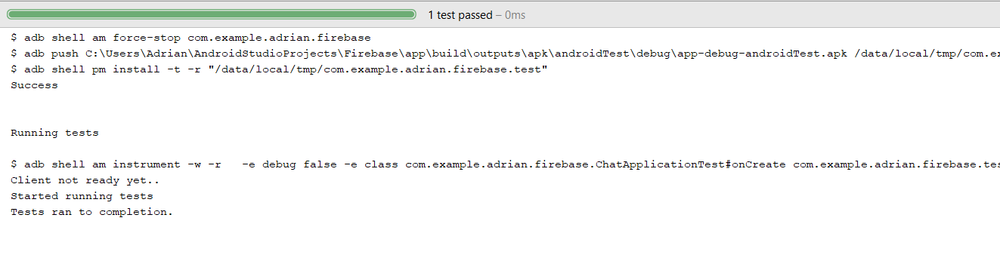 1 test passed – 0ms
$ adb shell am force-stop com.example.adrian.firebase
$ adb push C:\Users\Adrian\AndroidStudioProjects\Firebase\app\build\outputs\apk\androidTest\debug\app-debug-androidTest.apk /data/local/tmp/com.ex
$ adb shell pm install -t -r "/data/local/tmp/com.example.adrian.firebase.test"
Success
Running tests
$ adb shell am instrument -w -r   -e debug false -e class com.example.adrian.firebase.ChatApplicationTest#onCreate com.example.adrian.firebase.tes
Client not ready yet..
Started running tests
Tests ran to completion.